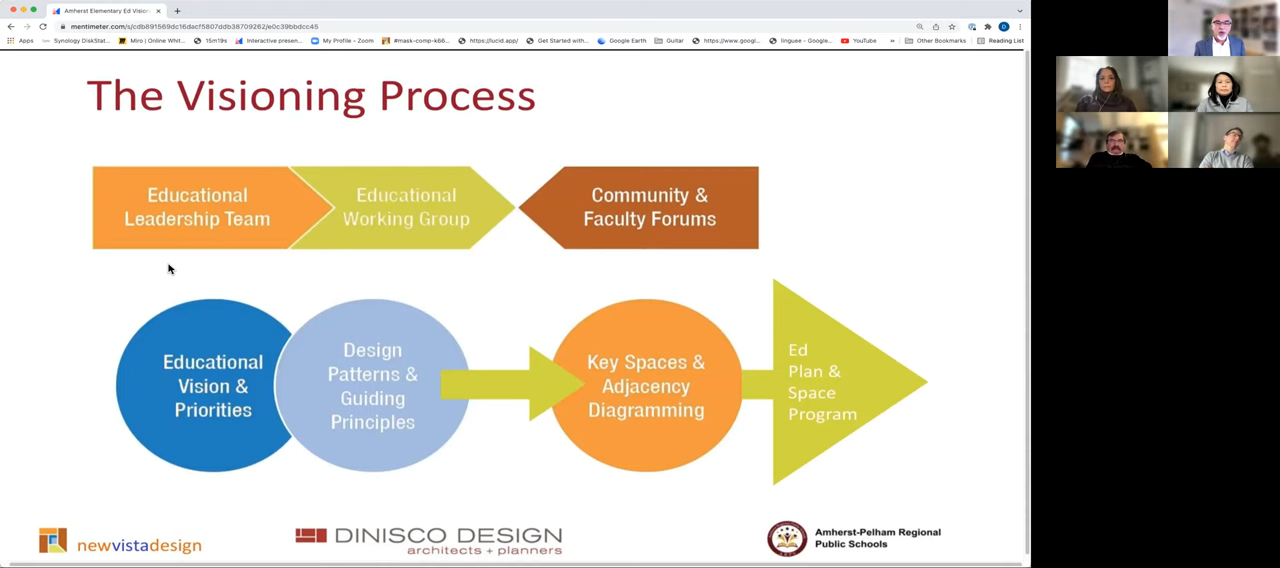 Amherst Elementary Ed Vision
mentimeter.com/s/cdb891569dc16dacf5807ddb38709262/e0c39bbdcc45
Apps
Synology DiskStat...
Miro | Online Whit...
15m19s
Interactive presen...
My Profile - Zoom
#mask-comp-k66...
https://lucid.app/
Get Started with...
Google Earth
Guitar
https://www.googl...
linguee – Google...
YouTube
»
Other Bookmarks
Reading List
The Visioning Process
Educational
Leadership Team
Educational
Working Group
Community &
Faculty Forums
Educational
Vision &
Priorities
Design
Patterns &
Guiding
Principles
Key Spaces &
Adjacency
Diagramming
Ed
Plan &
Space
Program
newvistadesign
DINISCO DESIGN
architects + planners
Amherst-Pelham Regional
Public Schools